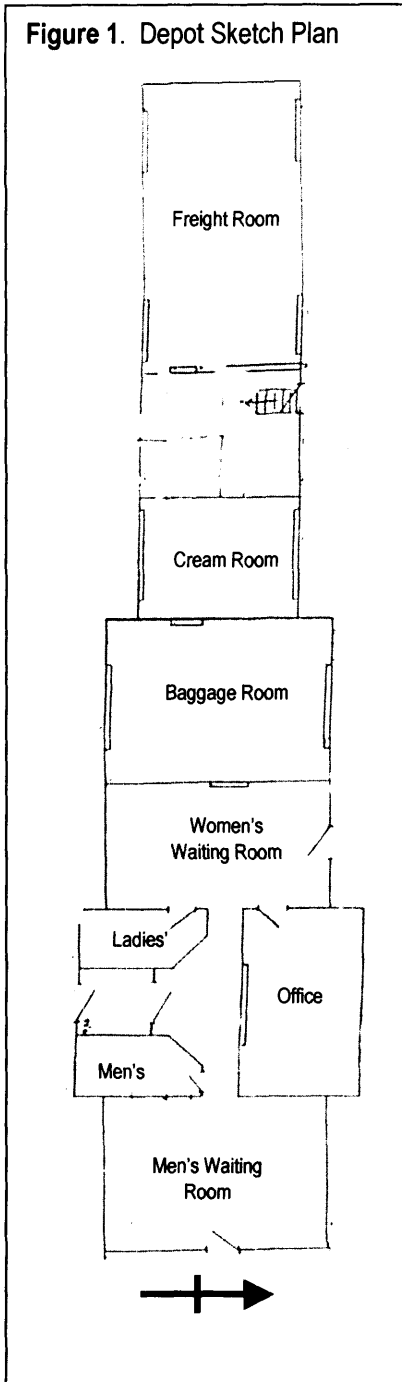 Figure 1. Depot Sketch Plan
Freight Room
Cream Room
Baggage Room
Women's
Waiting Room
Ladies'
Office
Men's
Men's Waiting
Room